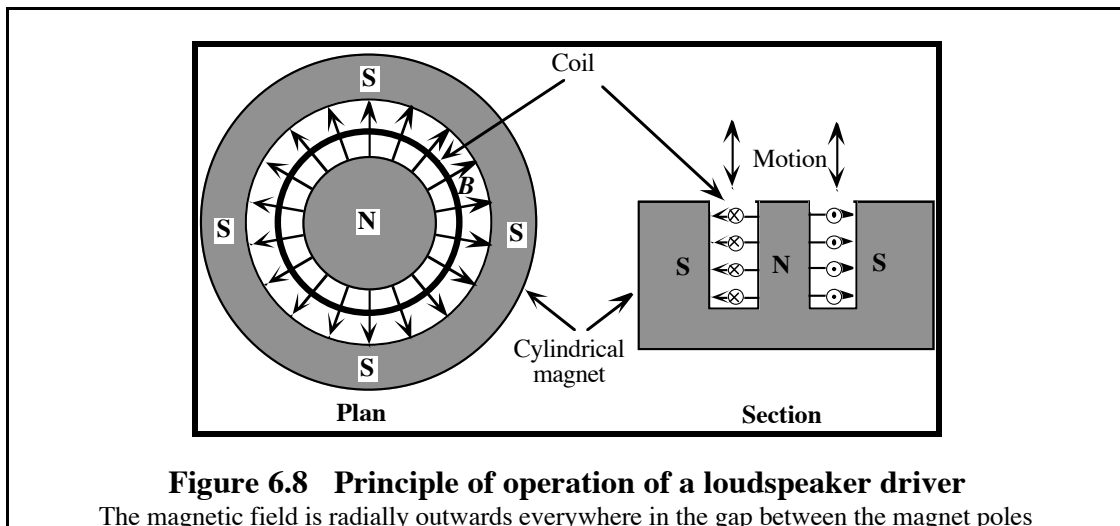 Coil
S
Motion
B
N
S
S
S
N
S
Cylindrical
magnet
S
Plan
Section
Figure 6.8 Principle of operation of a loudspeaker driver
The magnetic field is radially outwards everywhere in the gap between the magnet poles